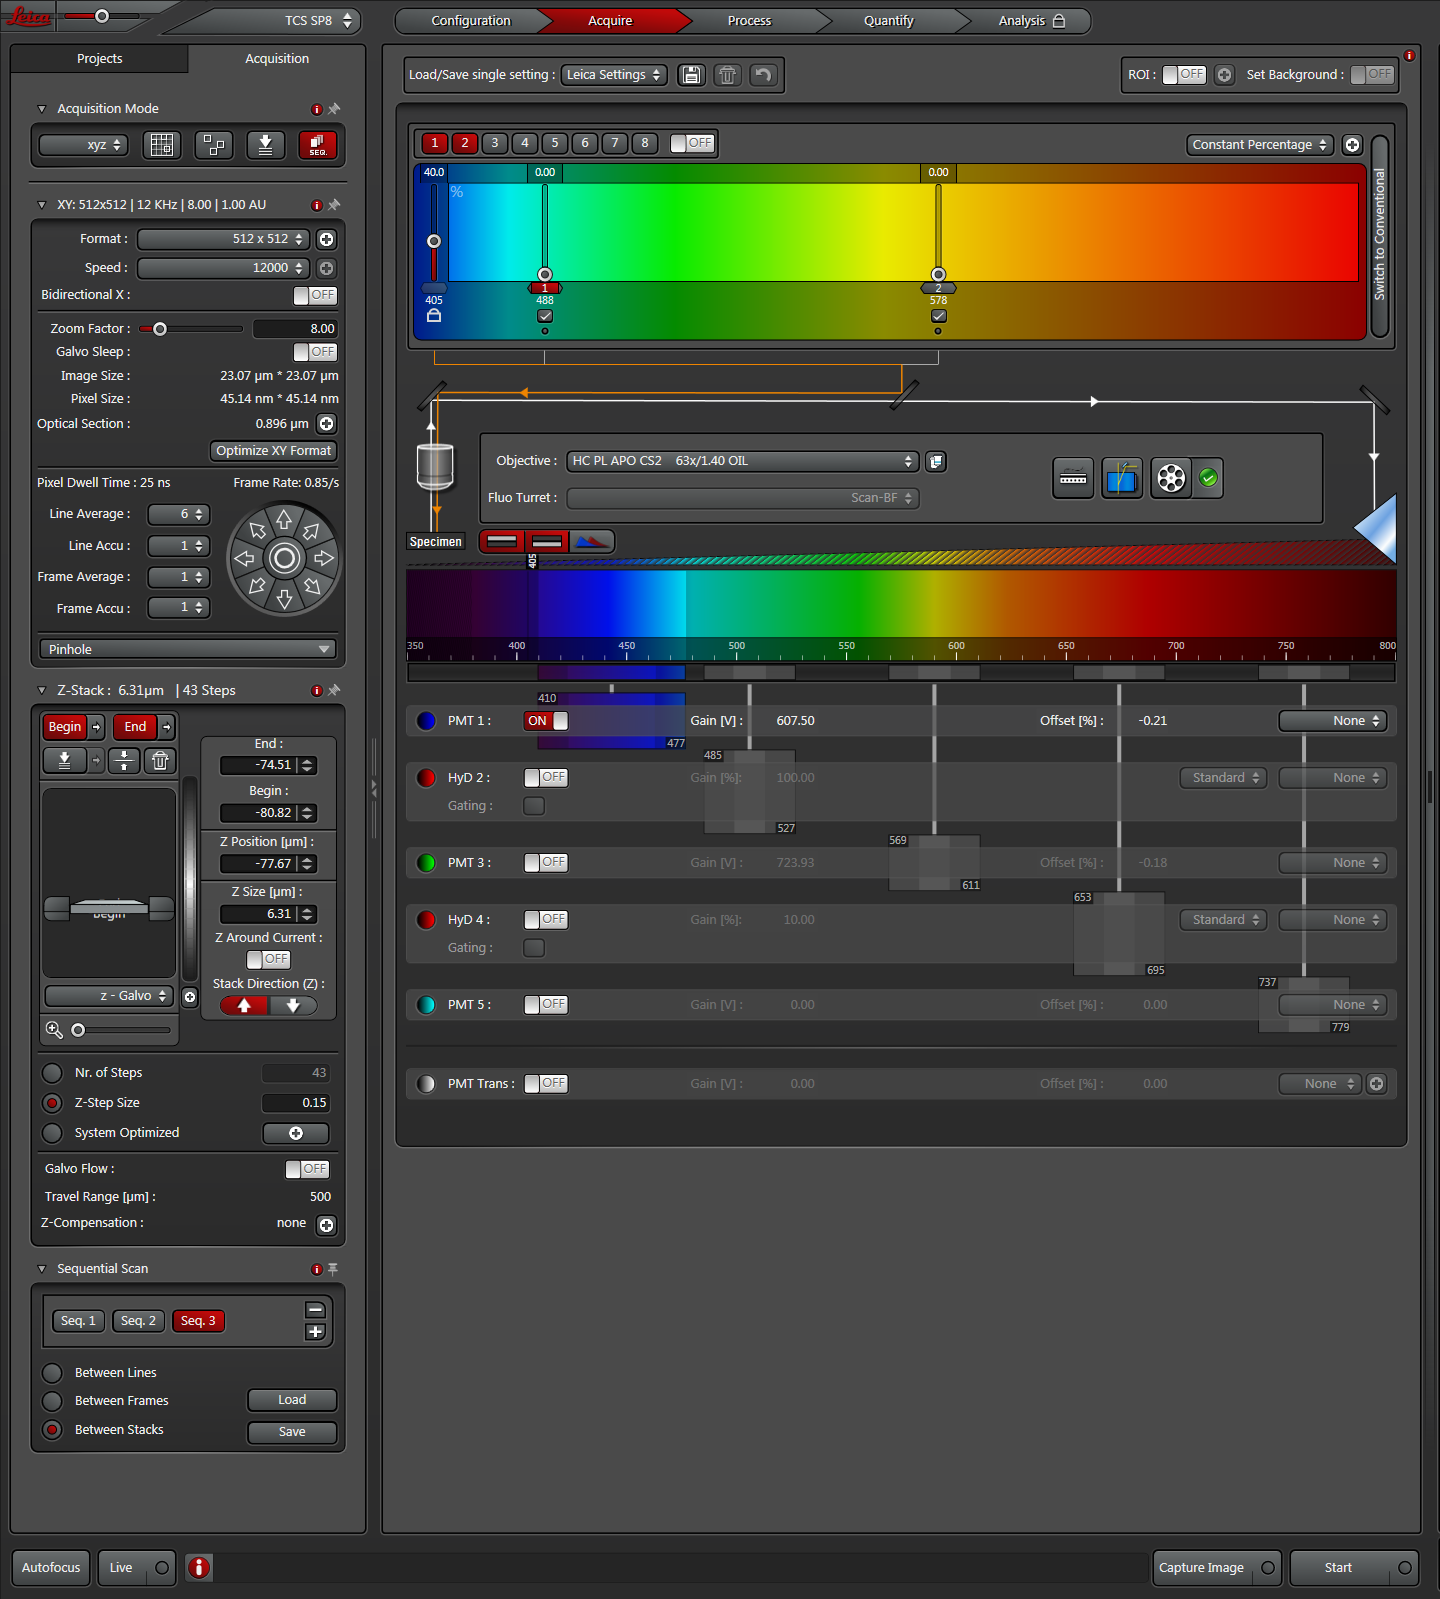 Leica
TCS SP8
Configuration
Acquire
Process
Quantify
Analysis
Projects
Acquisition
Acquisition Mode
xyz
SEQ.
XY: 512x512 | 12 KHz | 8.00 | 1.00 AU
Format : 512 x 512
Speed : 12000
Bidirectional X : OFF
Zoom Factor : 8.00
Galvo Sleep : OFF
Image Size : 23.07 µm * 23.07 µm
Pixel Size : 45.14 nm * 45.14 nm
Optical Section : 0.896 µm
Optimize XY Format
Pixel Dwell Time : 25 ns Frame Rate: 0.85/s
Line Average : 6
Line Accu : 1
Frame Average : 1
Frame Accu : 1
Pinhole
Z-Stack : 6.31µm | 43 Steps
Begin
End
End :
-74.51
Begin :
-80.82
Z Position [µm] :
-77.67
Z Size [µm] :
6.31
Z Around Current :
OFF
Stack Direction (Z) :
Begin
z - Galvo
Nr. of Steps 43
Z-Step Size 0.15
System Optimized
Galvo Flow : OFF
Travel Range [µm] : 500
Z-Compensation : none
Sequential Scan
Seq. 1 Seq. 2 Seq. 3
Between Lines
Between Frames
Load
Between Stacks
Save
Load/Save single setting : Leica Settings
ROI : OFF
Set Background : OFF
1 2 3 4 5 6 7 8 OFF
Constant Percentage
Switch to Conventional
40.0 0.00 0.00
%
1 2
405 488 578
Objective : HC PL APO CS2 63x/1.40 OIL
Fluo Turret : Scan-BF
Specimen
405
350 400 450 500 550 600 650 700 750 800
410
PMT 1 : ON Gain [V] : 607.50 Offset [%] : -0.21 None
477
485
HyD 2 : OFF Gain [%]: 100.00 Standard None
Gating :
527
569
PMT 3 : OFF Gain [V] : 723.93 Offset [%] : -0.18 None
611
653
HyD 4 : OFF Gain [%]: 10.00 Standard None
Gating :
695
737
PMT 5 : OFF Gain [V] : 0.00 Offset [%] : 0.00 None
779
PMT Trans : OFF Gain [V] : 0.00 Offset [%] : 0.00 None
Autofocus
Live
Capture Image
Start